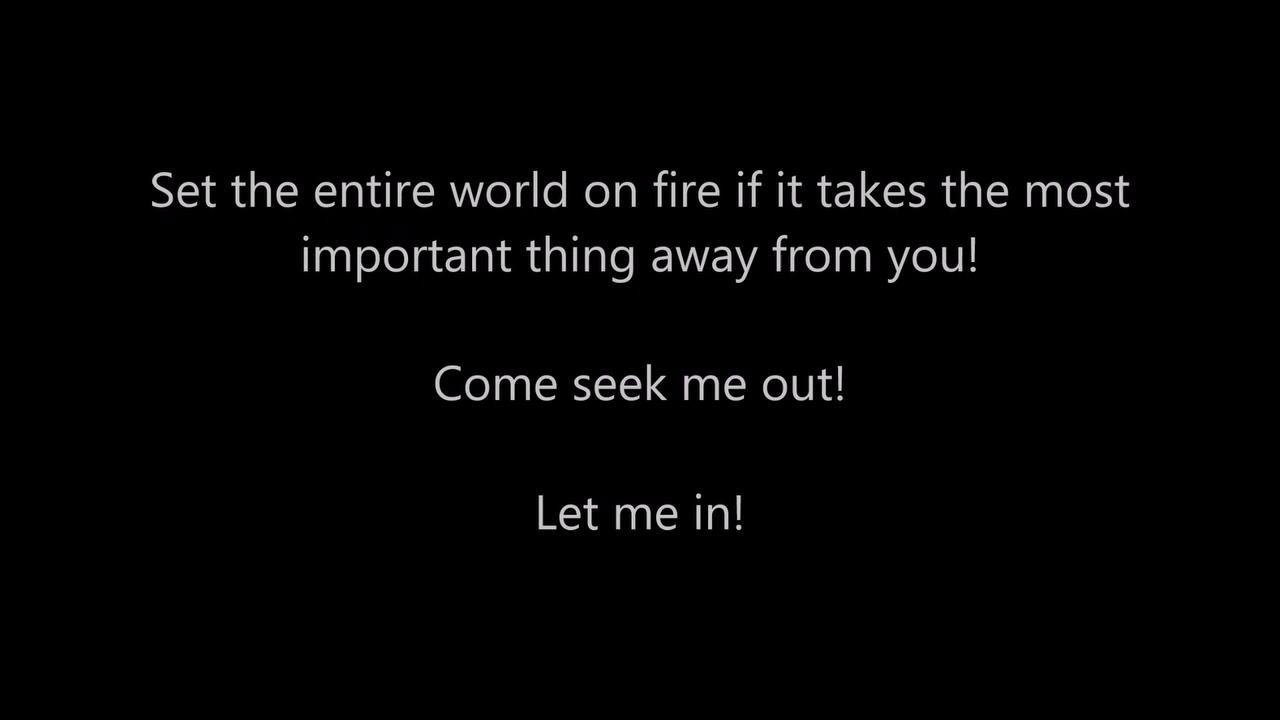 Set the entire world on fire if it takes the most
important thing away from you!
Come seek me out!
Let me in!